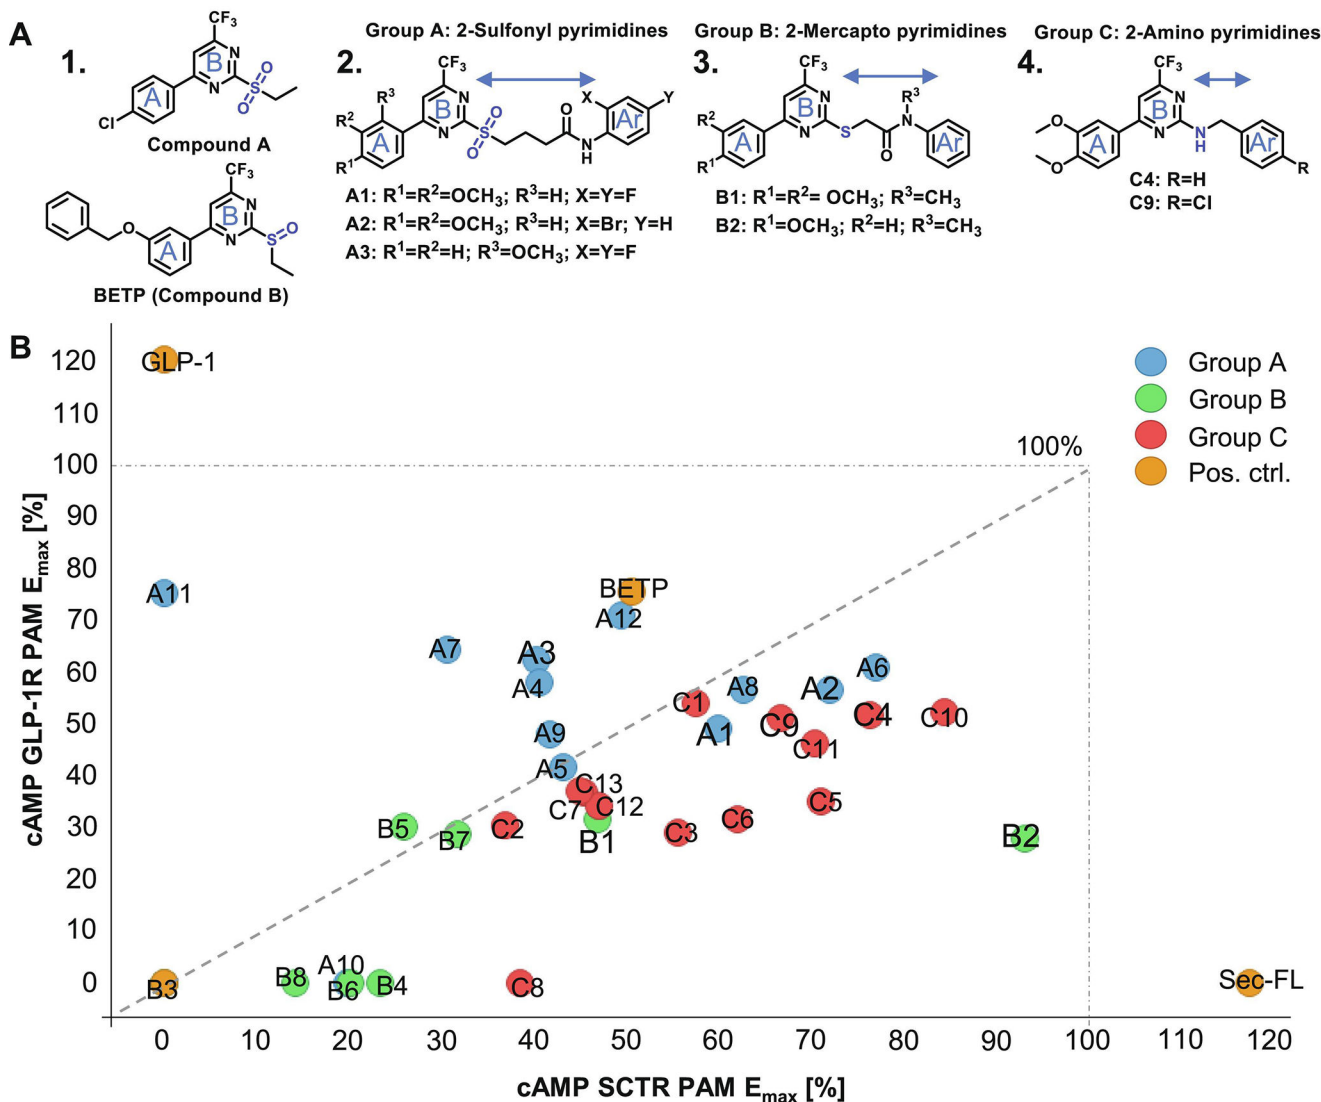 A
1.
CF₃
B
N
N
O
S
O
A
Cl
Compound A
CF₃
B
N
N
O
S
O
A
BETP (Compound B)
Group A: 2-Sulfonyl pyrimidines
2.
CF₃
R³
R²
B
N
N
A
R¹
O
S
O
O
N
H
X
Y
Ar
A1: R¹=R²=OCH₃; R³=H; X=Y=F
A2: R¹=R²=OCH₃; R³=H; X=Br; Y=H
A3: R¹=R²=H; R³=OCH₃; X=Y=F
Group B: 2-Mercapto pyrimidines
3.
CF₃
R²
B
N
N
A
R¹
S
O
R³
N
Ar
B1: R¹=R²= OCH₃; R³=CH₃
B2: R¹=OCH₃; R²=H; R³=CH₃
Group C: 2-Amino pyrimidines
4.
CF₃
B
N
N
O
O
A
N
H
Ar
R
C4: R=H
C9: R=Cl
B
cAMP GLP-1R PAM Emax [%]
120
110
100
90
80
70
60
50
40
30
20
10
0
GLP-1
100%
Group A
Group B
Group C
Pos. ctrl.
A11
BETP
A12
A7
A3
A4
A6
A8
A2
C1
A9
A1
C9
C4
C10
C11
A5
C13
C7
C12
C5
B5
B7
C2
B1
C3
C6
B2
B3
B8
A10
B6
B4
C8
Sec-FL
0
10
20
30
40
50
60
70
80
90
100
110
120
cAMP SCTR PAM Emax [%]